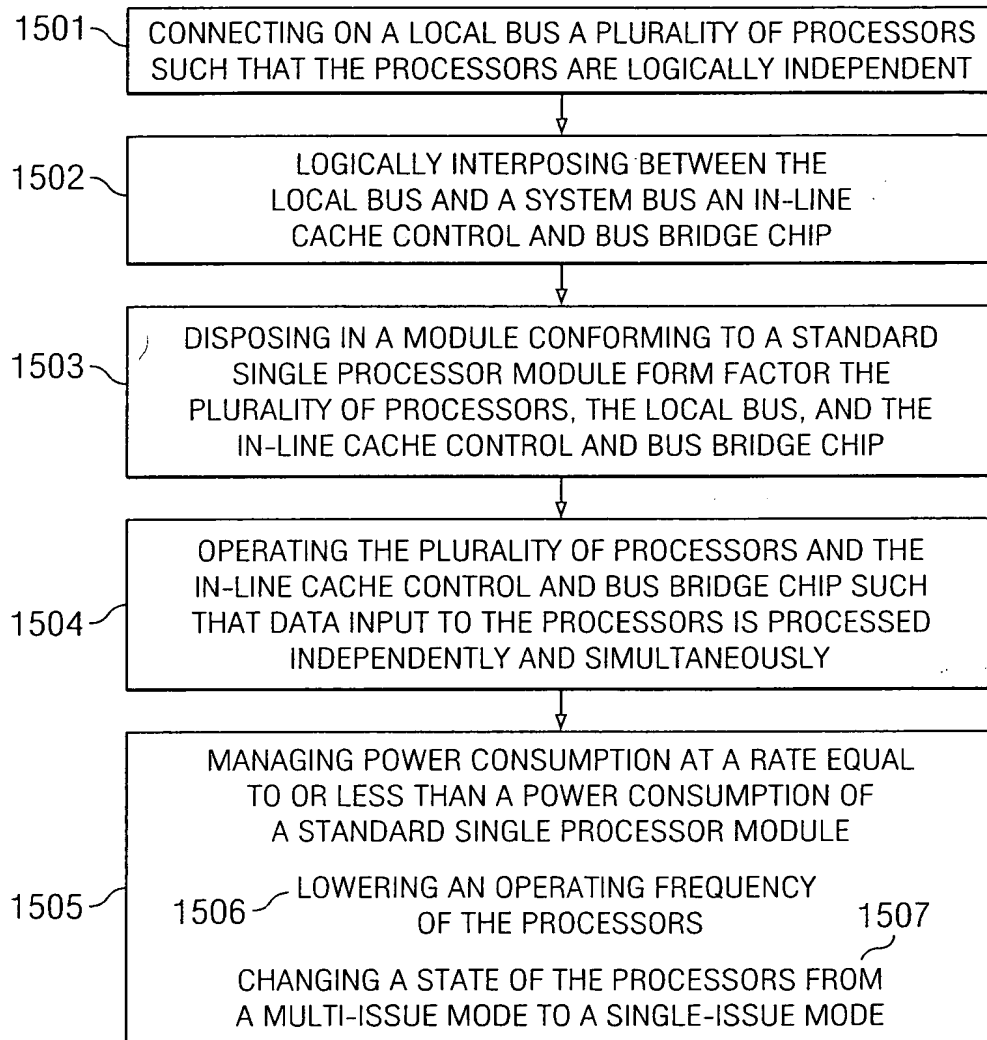 1501
CONNECTING ON A LOCAL BUS A PLURALITY OF PROCESSORS
SUCH THAT THE PROCESSORS ARE LOGICALLY INDEPENDENT
1502
LOGICALLY INTERPOSING BETWEEN THE
LOCAL BUS AND A SYSTEM BUS AN IN-LINE
CACHE CONTROL AND BUS BRIDGE CHIP
1503
DISPOSING IN A MODULE CONFORMING TO A STANDARD
SINGLE PROCESSOR MODULE FORM FACTOR THE
PLURALITY OF PROCESSORS, THE LOCAL BUS, AND THE
IN-LINE CACHE CONTROL AND BUS BRIDGE CHIP
1504
OPERATING THE PLURALITY OF PROCESSORS AND THE
IN-LINE CACHE CONTROL AND BUS BRIDGE CHIP SUCH
THAT DATA INPUT TO THE PROCESSORS IS PROCESSED
INDEPENDENTLY AND SIMULTANEOUSLY
1505
MANAGING POWER CONSUMPTION AT A RATE EQUAL
TO OR LESS THAN A POWER CONSUMPTION OF
A STANDARD SINGLE PROCESSOR MODULE
1506
LOWERING AN OPERATING FREQUENCY
OF THE PROCESSORS
1507
CHANGING A STATE OF THE PROCESSORS FROM
A MULTI-ISSUE MODE TO A SINGLE-ISSUE MODE